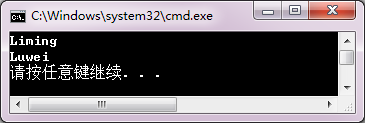 C:\Windows\system32\cmd.exe
Liming
Luwei
请按任意键继续. . .